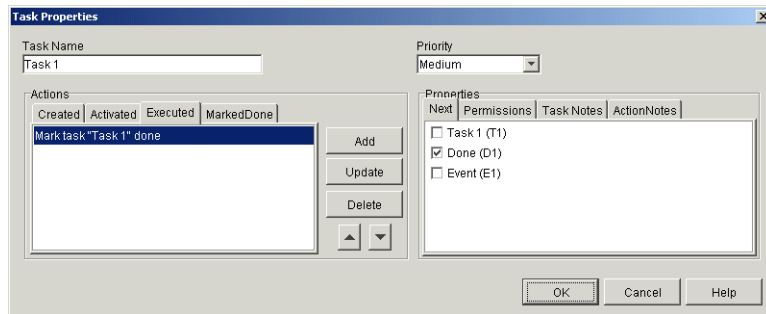 Task Properties
Task Name
Priority
Task 1
Medium
Actions
Properties
Created Activated Executed MarkedDone
Next Permissions Task Notes ActionNotes
Mark task "Task 1" done
Add
Update
Delete
Task 1 (T1)
Done (D1)
Event (E1)
OK Cancel Help